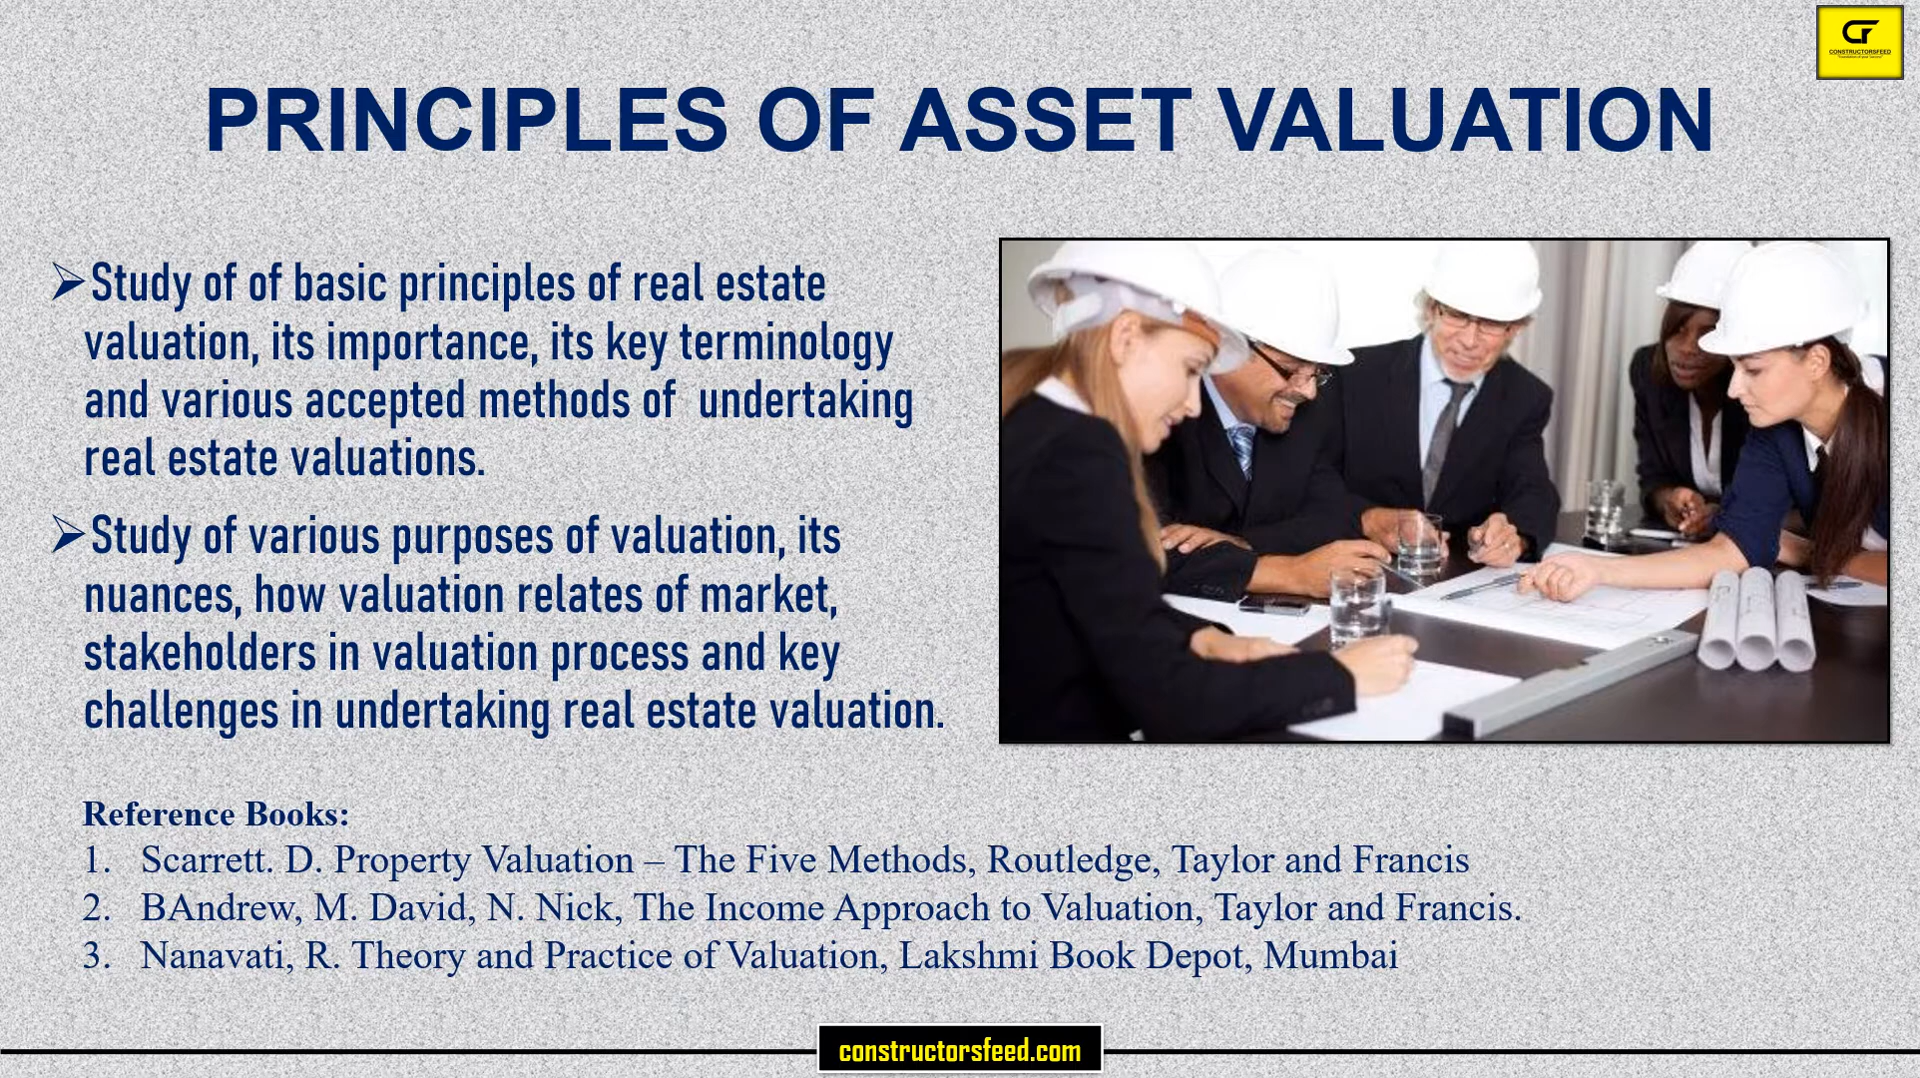 CF
CONSTRUCTORSFEED
PRINCIPLES OF ASSET VALUATION
➢Study of of basic principles of real estate
valuation, its importance, its key terminology
and various accepted methods of undertaking
real estate valuations.
➢Study of various purposes of valuation, its
nuances, how valuation relates of market,
stakeholders in valuation process and key
challenges in undertaking real estate valuation.
Reference Books:
1. Scarrett. D. Property Valuation – The Five Methods, Routledge, Taylor and Francis
2. BAndrew, M. David, N. Nick, The Income Approach to Valuation, Taylor and Francis.
3. Nanavati, R. Theory and Practice of Valuation, Lakshmi Book Depot, Mumbai
constructorsfeed.com